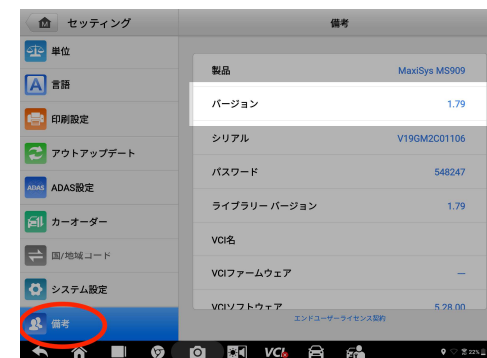 セッティング
備考
単位
言語
印刷設定
アウトアップデート
ADAS
ADAS設定
カーオーダー
国/地域コード
システム設定
備考
製品 MaxiSys MS909
バージョン 1.79
シリアル V19GM2C01106
パスワード 548247
ライブラリー バージョン 1.79
VCI名
VCIファームウェア —
VCIソフトウェア 5.28.00
エンドユーザーライセンス契約
VCI